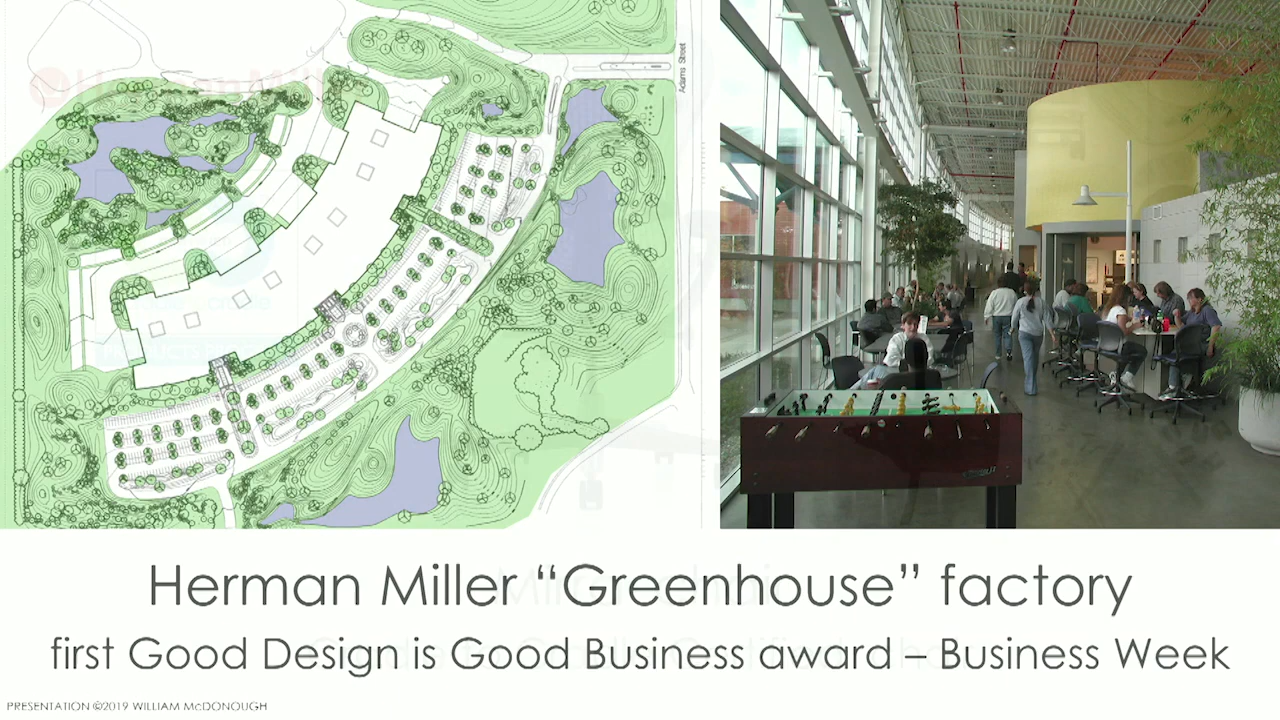 Adams Street
Herman Miller “Greenhouse” factory
first Good Design is Good Business award – Business Week
PRESENTATION ©2019 WILLIAM McDONOUGH